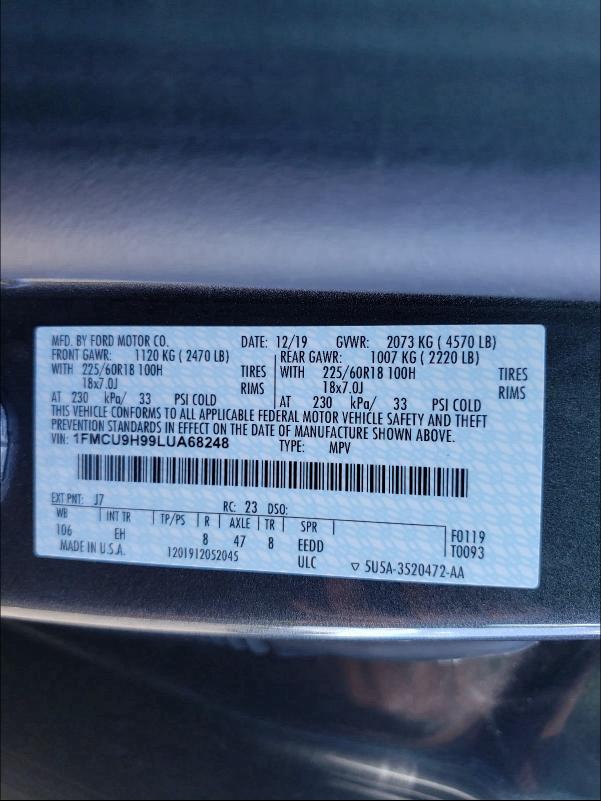 MFD. BY FORD MOTOR CO. DATE: 12/19 GVWR: 2073 KG ( 4570 LB)
FRONT GAWR: 1120 KG ( 2470 LB) REAR GAWR: 1007 KG ( 2220 LB)
WITH 225/60R18 100H TIRES WITH 225/60R18 100H TIRES
18x7.0J RIMS 18x7.0J RIMS
AT 230 kPa/ 33 PSI COLD AT 230 kPa/ 33 PSI COLD
THIS VEHICLE CONFORMS TO ALL APPLICABLE FEDERAL MOTOR VEHICLE SAFETY AND THEFT
PREVENTION STANDARDS IN EFFECT ON THE DATE OF MANUFACTURE SHOWN ABOVE.
VIN: 1FMCU9H99LUA68248 TYPE: MPV
EXT PNT: J7 RC: 23 DSO:
WB INT TR TP/PS R AXLE TR SPR F0119
106 EH 8 47 8 EEDD T0093
MADE IN U.S.A. 1201912052045 ULC ▽ 5U5A-3520472-AA